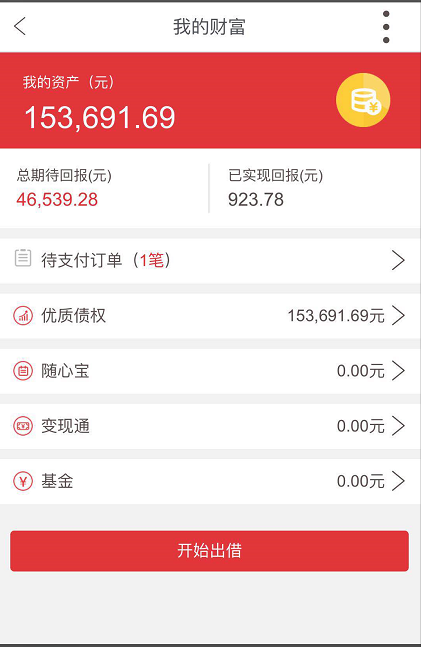 我的财富
我的资产（元）
153,691.69
总期待回报(元)
已实现回报(元)
46,539.28
923.78
待支付订单（1笔）
优质债权
153,691.69元
随心宝
0.00元
变现通
0.00元
基金
0.00元
开始出借